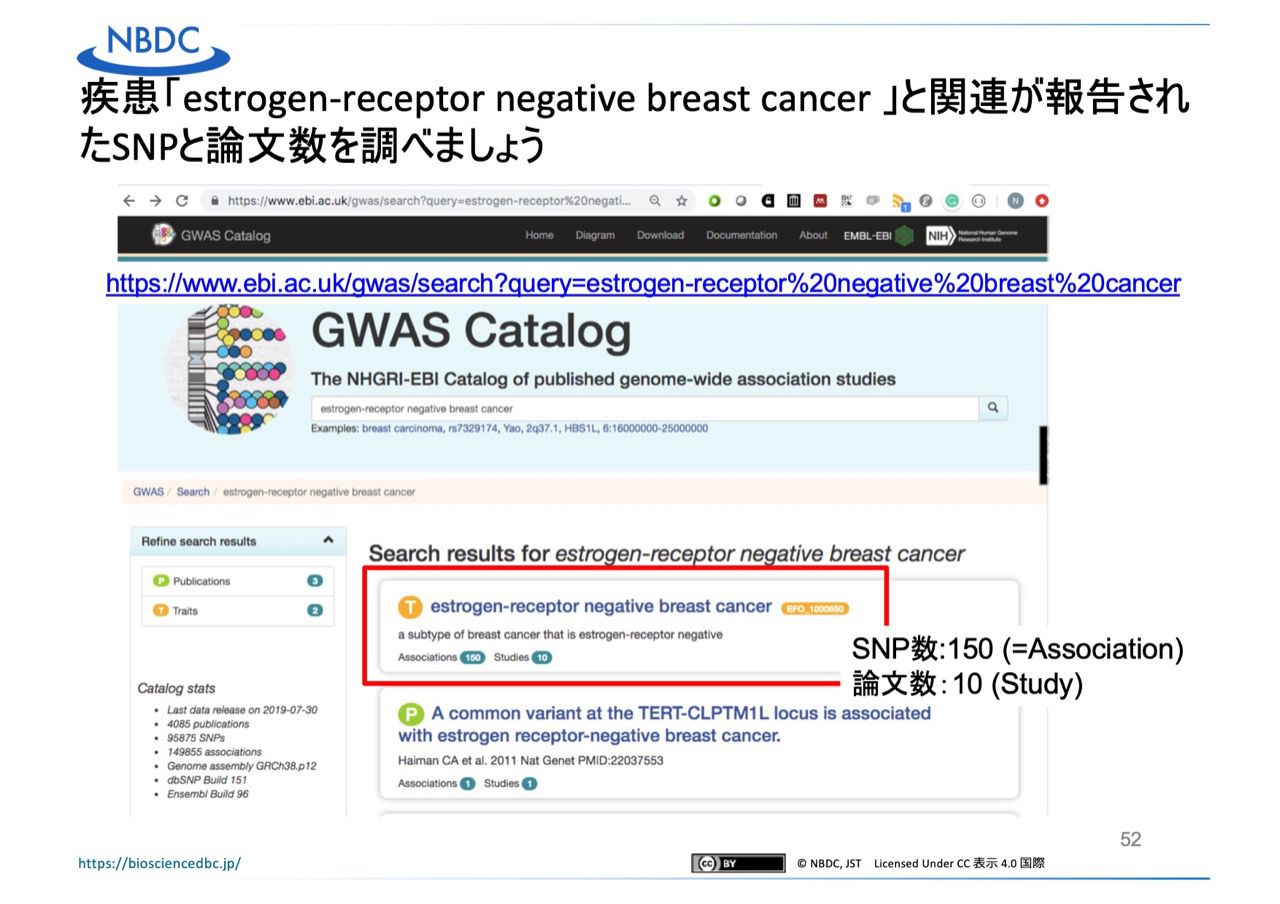 NBDC
疾患「estrogen-receptor negative breast cancer 」と関連が報告され
たSNPと論文数を調べましょう
https://www.ebi.ac.uk/gwas/search?query=estrogen-receptor%20negati...
1
N
GWAS Catalog
Home Diagram Download Documentation About EMBL-EBI NIH National Human Genome
Research Institute
https://www.ebi.ac.uk/gwas/search?query=estrogen-receptor%20negative%20breast%20cancer
GWAS Catalog
The NHGRI-EBI Catalog of published genome-wide association studies
estrogen-receptor negative breast cancer
Examples: breast carcinoma, rs7329174, Yao, 2q37.1, HBS1L, 6:16000000-25000000
GWAS / Search / estrogen-receptor negative breast cancer
Refine search results
P Publications 3
T Traits 2
Catalog stats
• Last data release on 2019-07-30
• 4085 publications
• 95875 SNPs
• 149855 associations
• Genome assembly GRCh38.p12
• dbSNP Build 151
• Ensembl Build 96
Search results for estrogen-receptor negative breast cancer
T estrogen-receptor negative breast cancer EFO_1000650
a subtype of breast cancer that is estrogen-receptor negative
Associations 150 Studies 10
SNP数:150 (=Association)
論文数：10 (Study)
P A common variant at the TERT-CLPTM1L locus is associated
with estrogen receptor-negative breast cancer.
Haiman CA et al. 2011 Nat Genet PMID:22037553
Associations 1 Studies 1
52
https://biosciencedbc.jp/
cc BY
© NBDC, JST Licensed Under CC 表示 4.0 国際